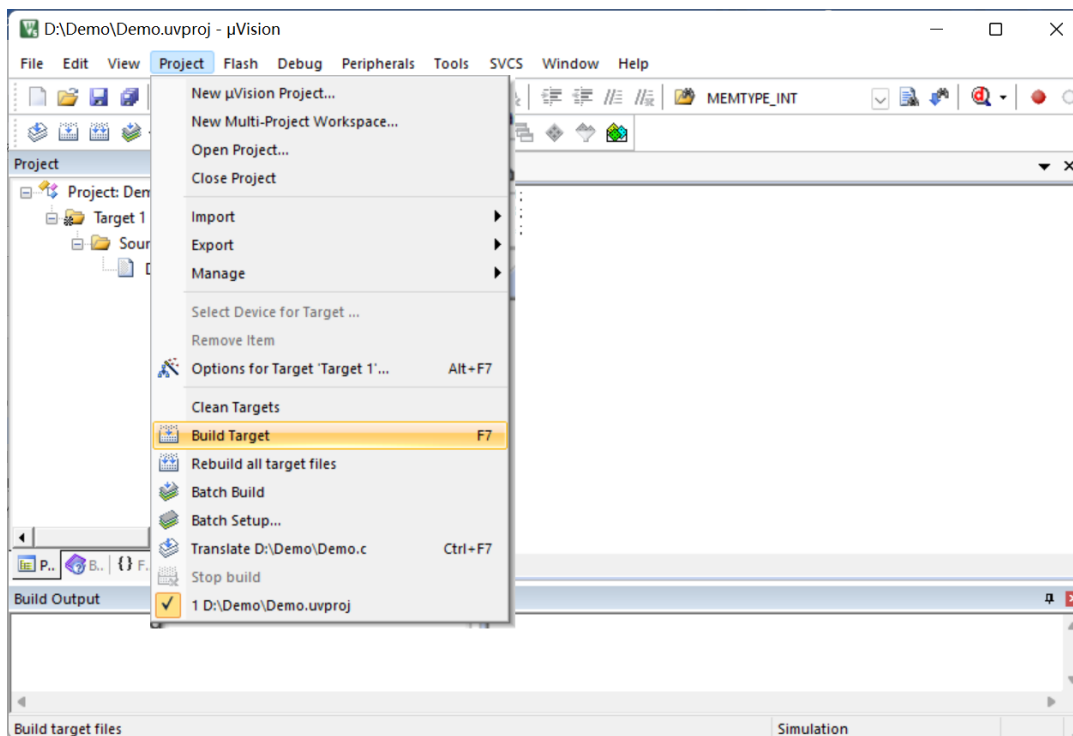 D:\Demo\Demo.uvproj - µVision
File Edit View Project Flash Debug Peripherals Tools SVCS Window Help
MEMTYPE_INT
New µVision Project...
New Multi-Project Workspace...
Open Project...
Close Project
Import
Export
Manage
Select Device for Target ...
Remove Item
Options for Target 'Target 1'... Alt+F7
Clean Targets
Build Target F7
Rebuild all target files
Batch Build
Batch Setup...
Translate D:\Demo\Demo.c Ctrl+F7
Stop build
1 D:\Demo\Demo.uvproj
Project
Project:
Target 1
P.. B.. {} F.
Build Output
Build target files Simulation